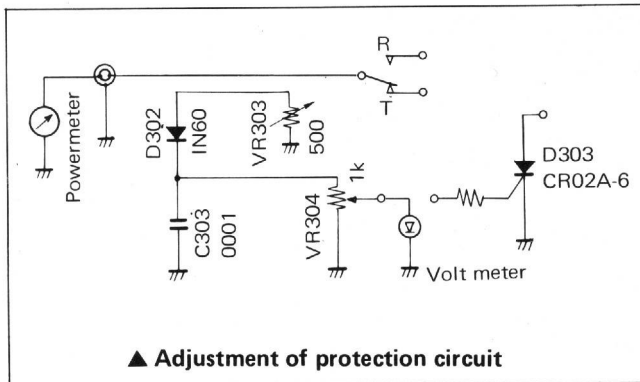 R
T
Powermeter
D302
IN60
VR303
500
C303
0001
VR304
1k
D303
CR02A-6
Volt meter
▲ Adjustment of protection circuit